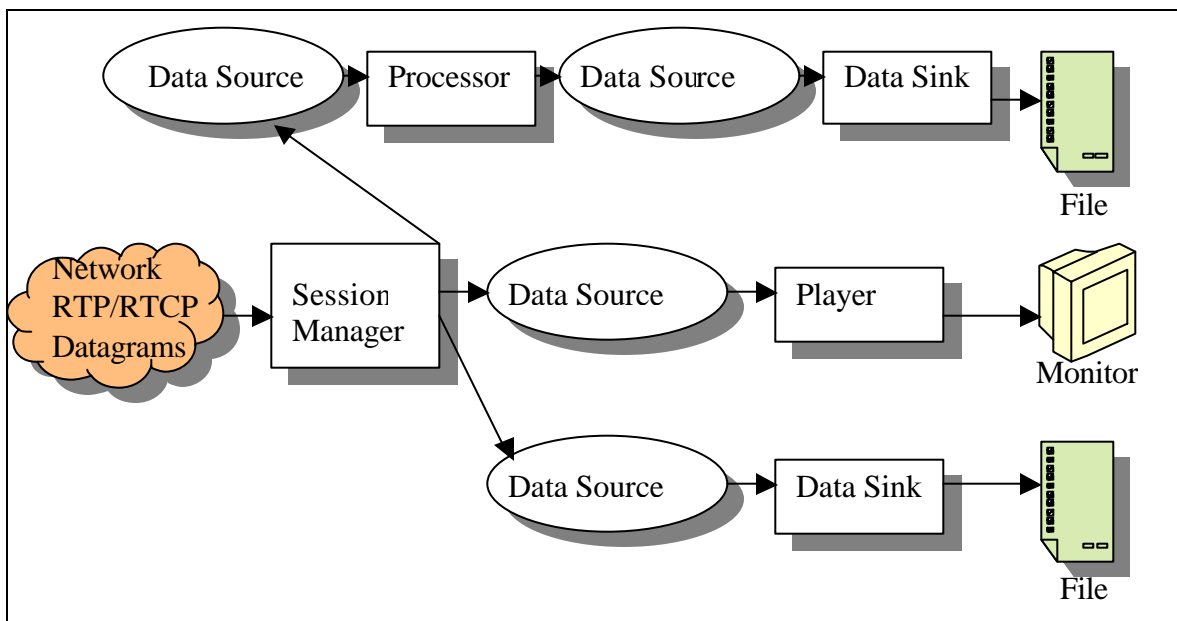 Data Source
Processor
Data Source
Data Sink
File
Network
RTP/RTCP
Datagrams
Session
Manager
Data Source
Player
Monitor
Data Source
Data Sink
File